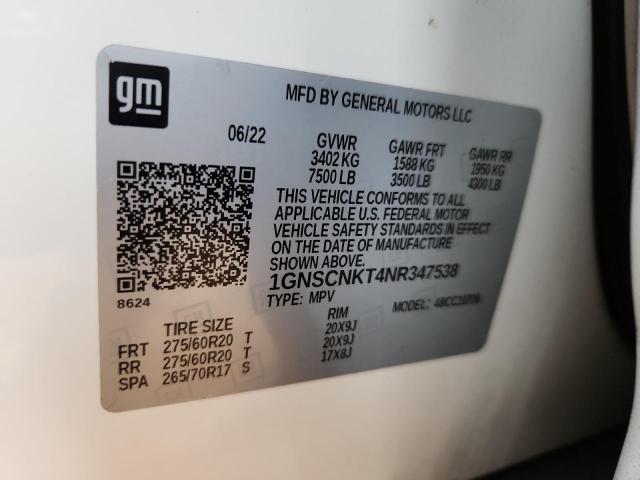 gm
MFD BY GENERAL MOTORS LLC
06/22 GVWR GAWR FRT GAWR RR
3402 KG 1588 KG 1950 KG
7500 LB 3500 LB 4300 LB
THIS VEHICLE CONFORMS TO ALL
APPLICABLE U.S. FEDERAL MOTOR
VEHICLE SAFETY STANDARDS IN EFFECT
ON THE DATE OF MANUFACTURE
SHOWN ABOVE.
1GNSCNKT4NR347538
8624 TYPE: MPV MODEL:
TIRE SIZE RIM
FRT 275/60R20 T 20X9J
RR 275/60R20 T 20X9J
SPA 265/70R17 S 17X8J